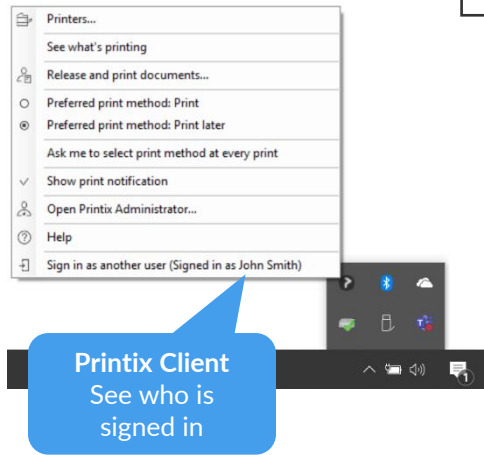 Printers...
See what's printing
Release and print documents...
Preferred print method: Print
Preferred print method: Print later
Ask me to select print method at every print
Show print notification
Open Printix Administrator...
Help
Sign in as another user (Signed in as John Smith)
Printix Client
See who is
signed in
1